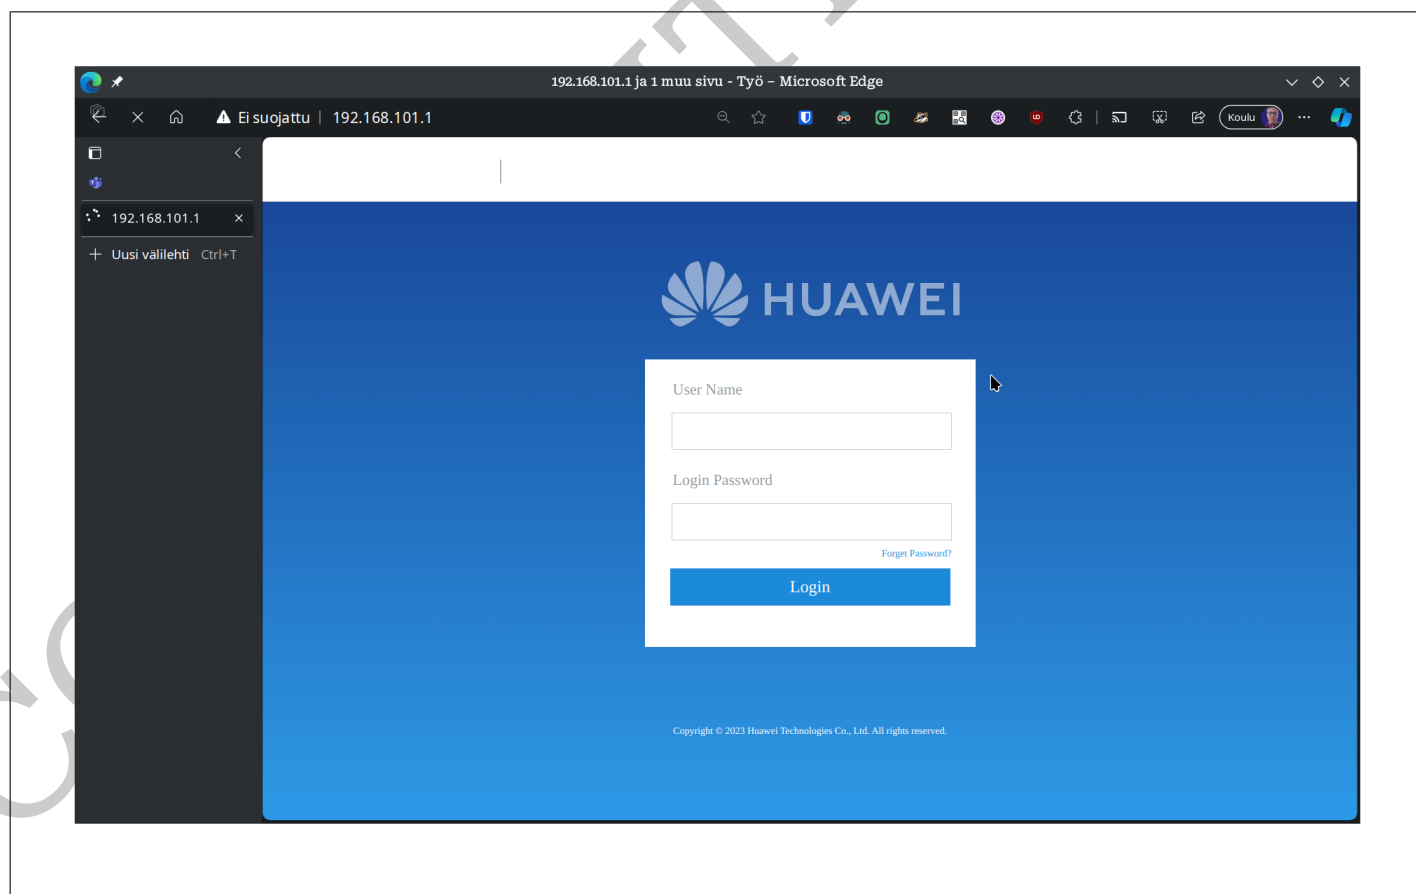 192.168.101.1 ja 1 muu sivu - Työ – Microsoft Edge
Ei suojattu | 192.168.101.1
Koulu
192.168.101.1
Uusi välilehti Ctrl+T
HUAWEI
User Name
Login Password
Forget Password?
Login
Copyright © 2023 Huawei Technologies Co., Ltd. All rights reserved.